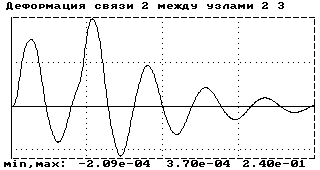 Деформация связи 2 между узлами 2 3
min,max: -2.09e-04 3.70e-04 2.40e-01